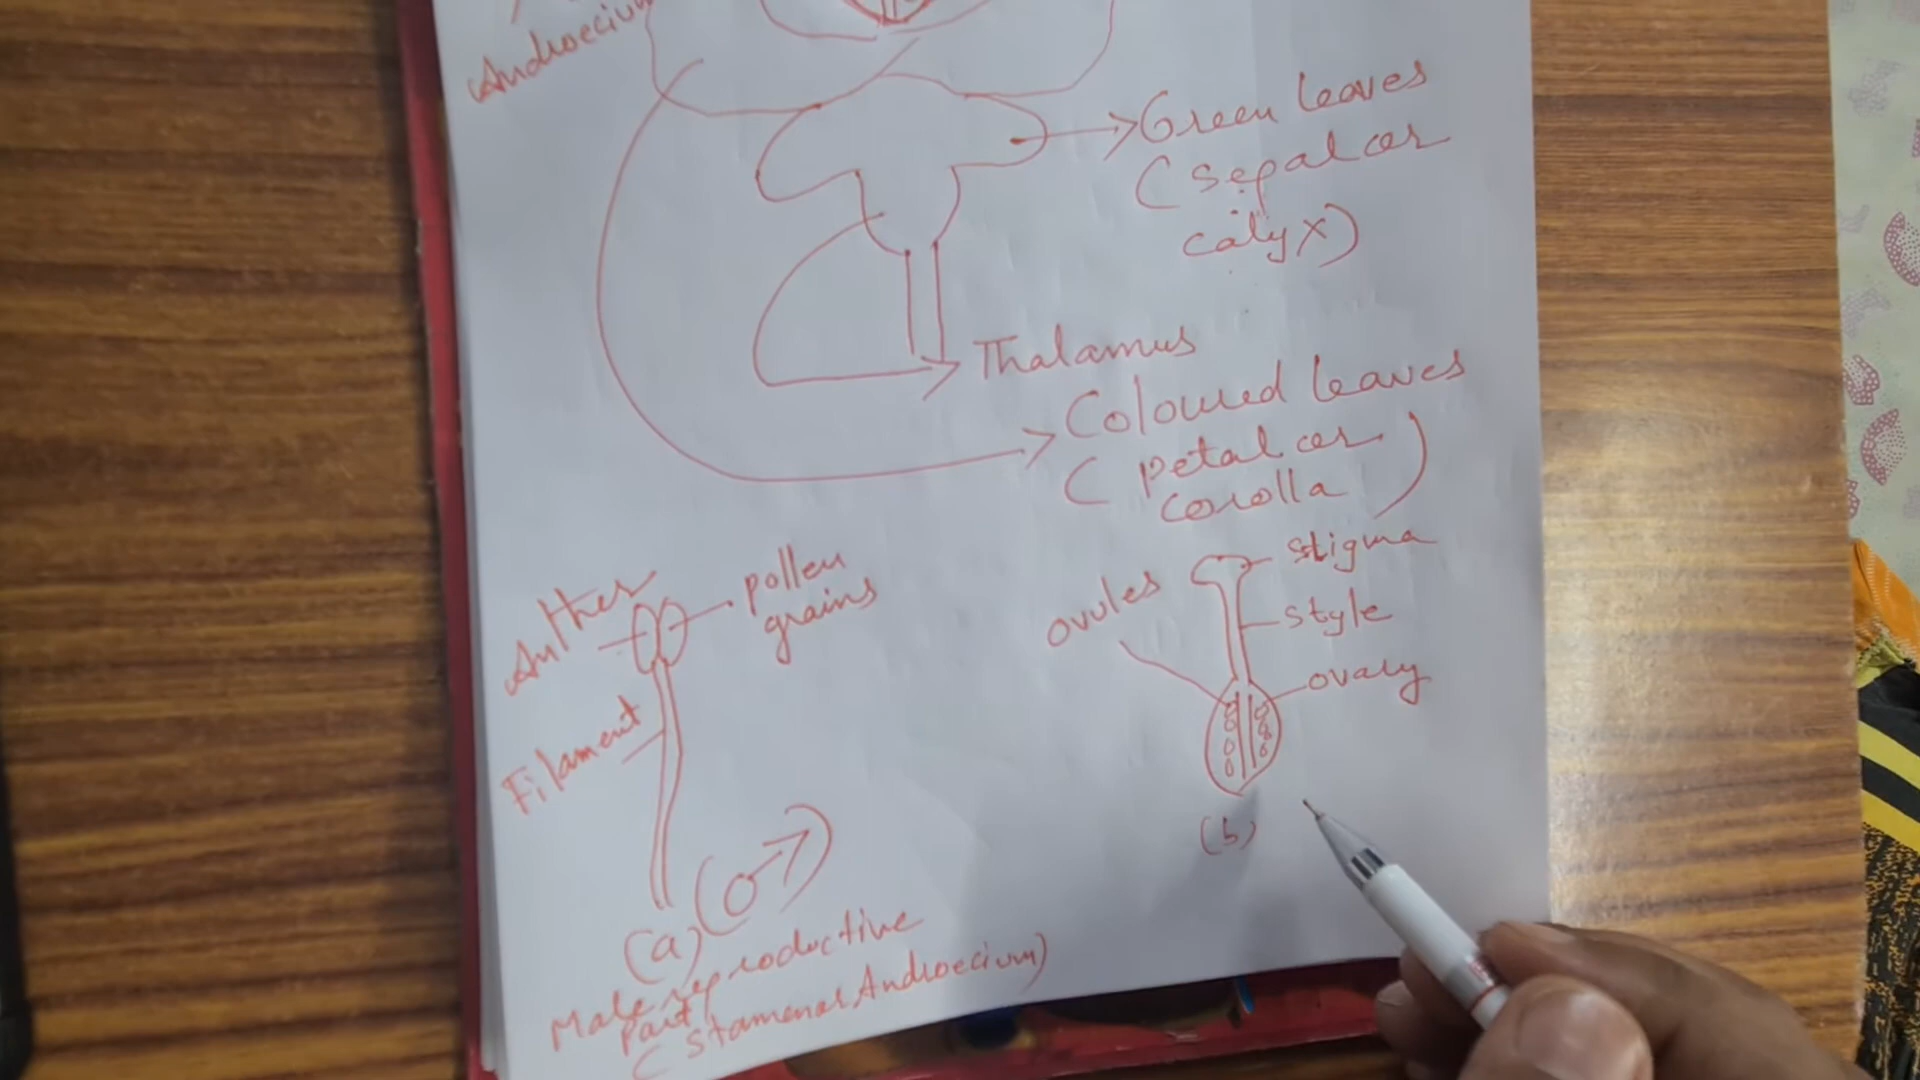 Androecium
Green leaves
(sepal or
calyx)
Thalamus
Coloured leaves
(petal or
corolla)
Anther
pollen
grains
Filament
(a) (♂)
Male reproductive
part
(Stamen or Androecium)
ovules
stigma
style
ovary
(b)